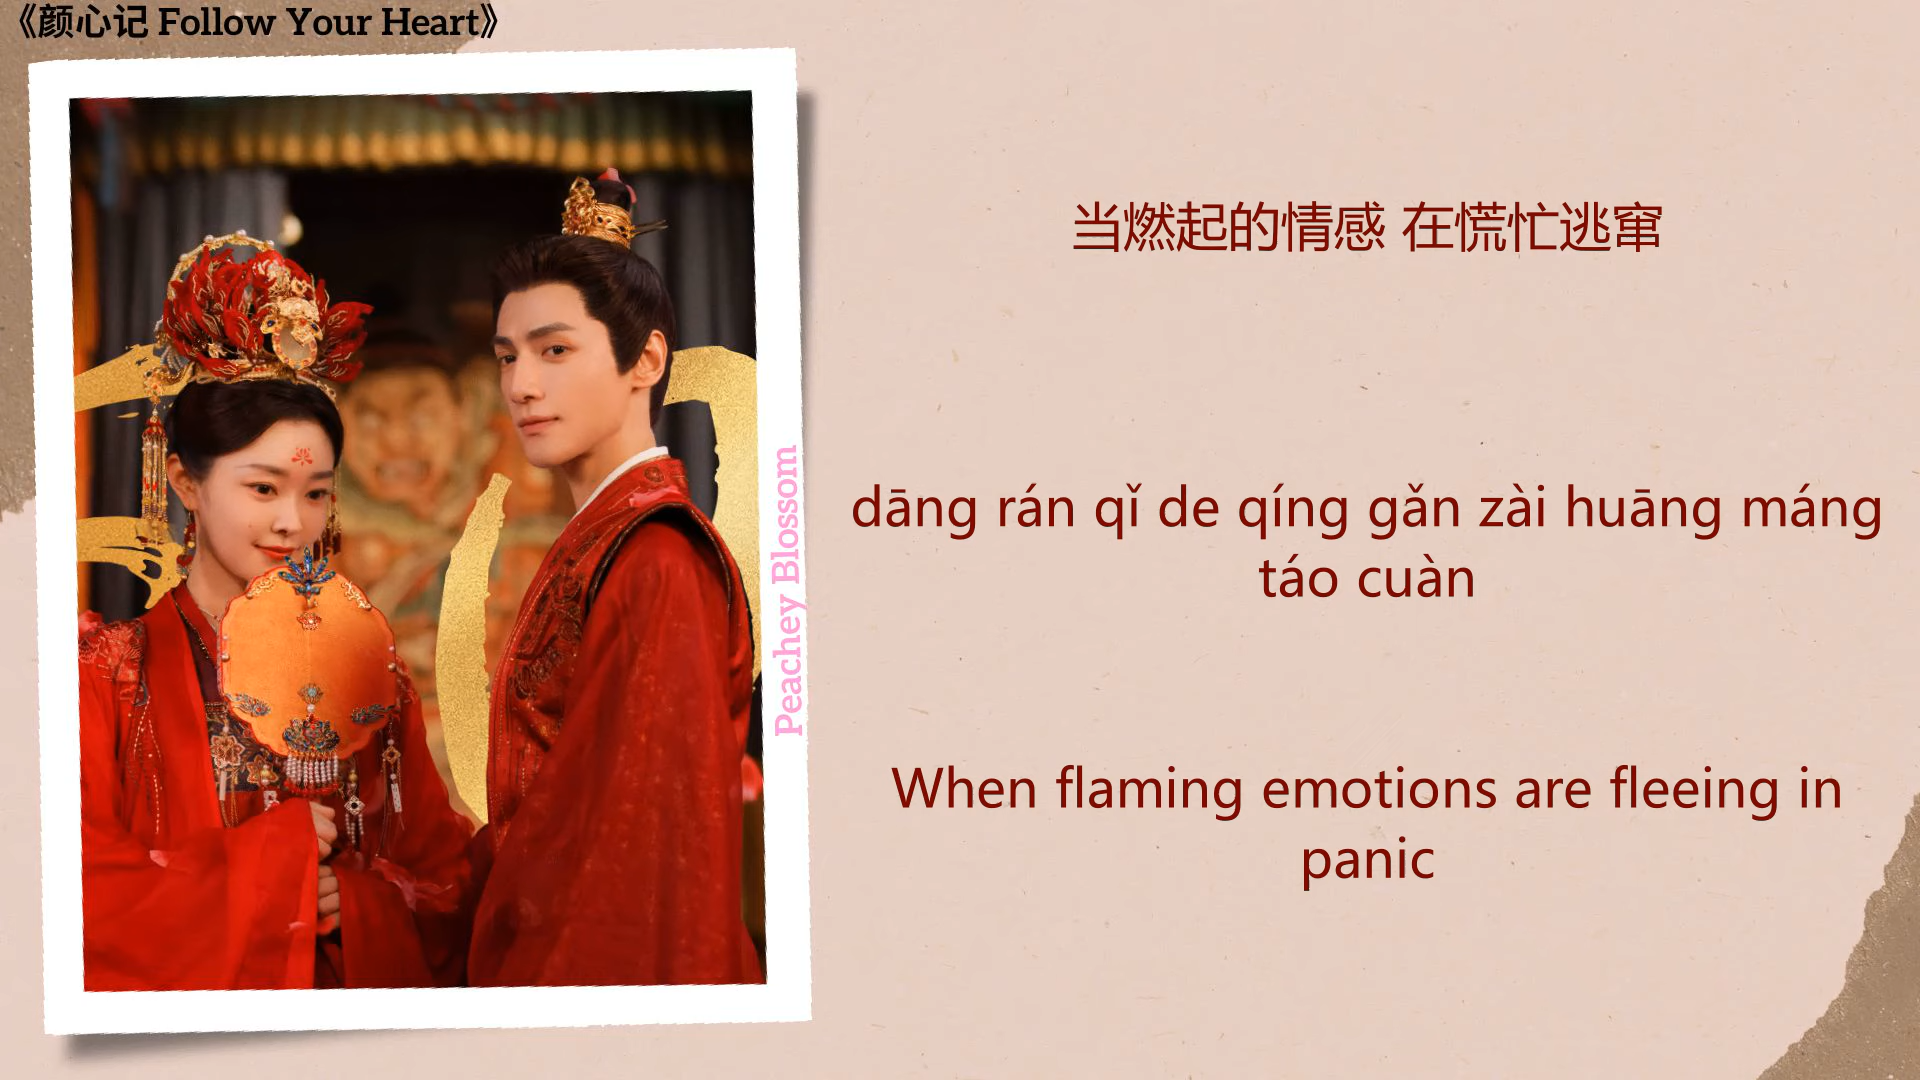 《颜心记 Follow Your Heart》
当燃起的情感 在慌忙逃窜
dāng rán qǐ de qíng gǎn zài huāng máng
táo cuàn
Peachey Blossom
When flaming emotions are fleeing in
panic